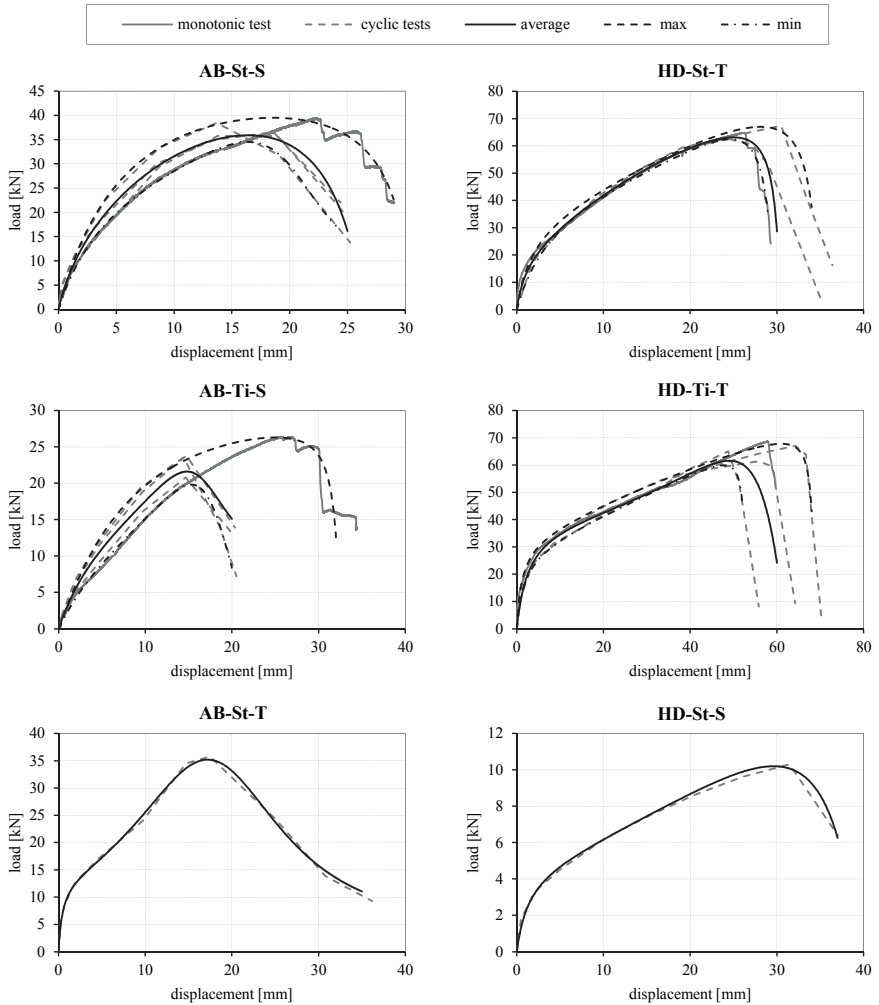 monotonic test cyclic tests average max min
AB-St-S
45
40
35
30
25
20
15
10
5
0
load [kN]
0 5 10 15 20 25 30
displacement [mm]
HD-St-T
80
70
60
50
40
30
20
10
0
load [kN]
0 10 20 30 40
displacement [mm]
AB-Ti-S
30
25
20
15
10
5
0
load [kN]
0 10 20 30 40
displacement [mm]
HD-Ti-T
80
70
60
50
40
30
20
10
0
load [kN]
0 20 40 60 80
displacement [mm]
AB-St-T
40
35
30
25
20
15
10
5
0
load [kN]
0 10 20 30 40
displacement [mm]
HD-St-S
12
10
8
6
4
2
0
load [kN]
0 10 20 30 40
displacement [mm]